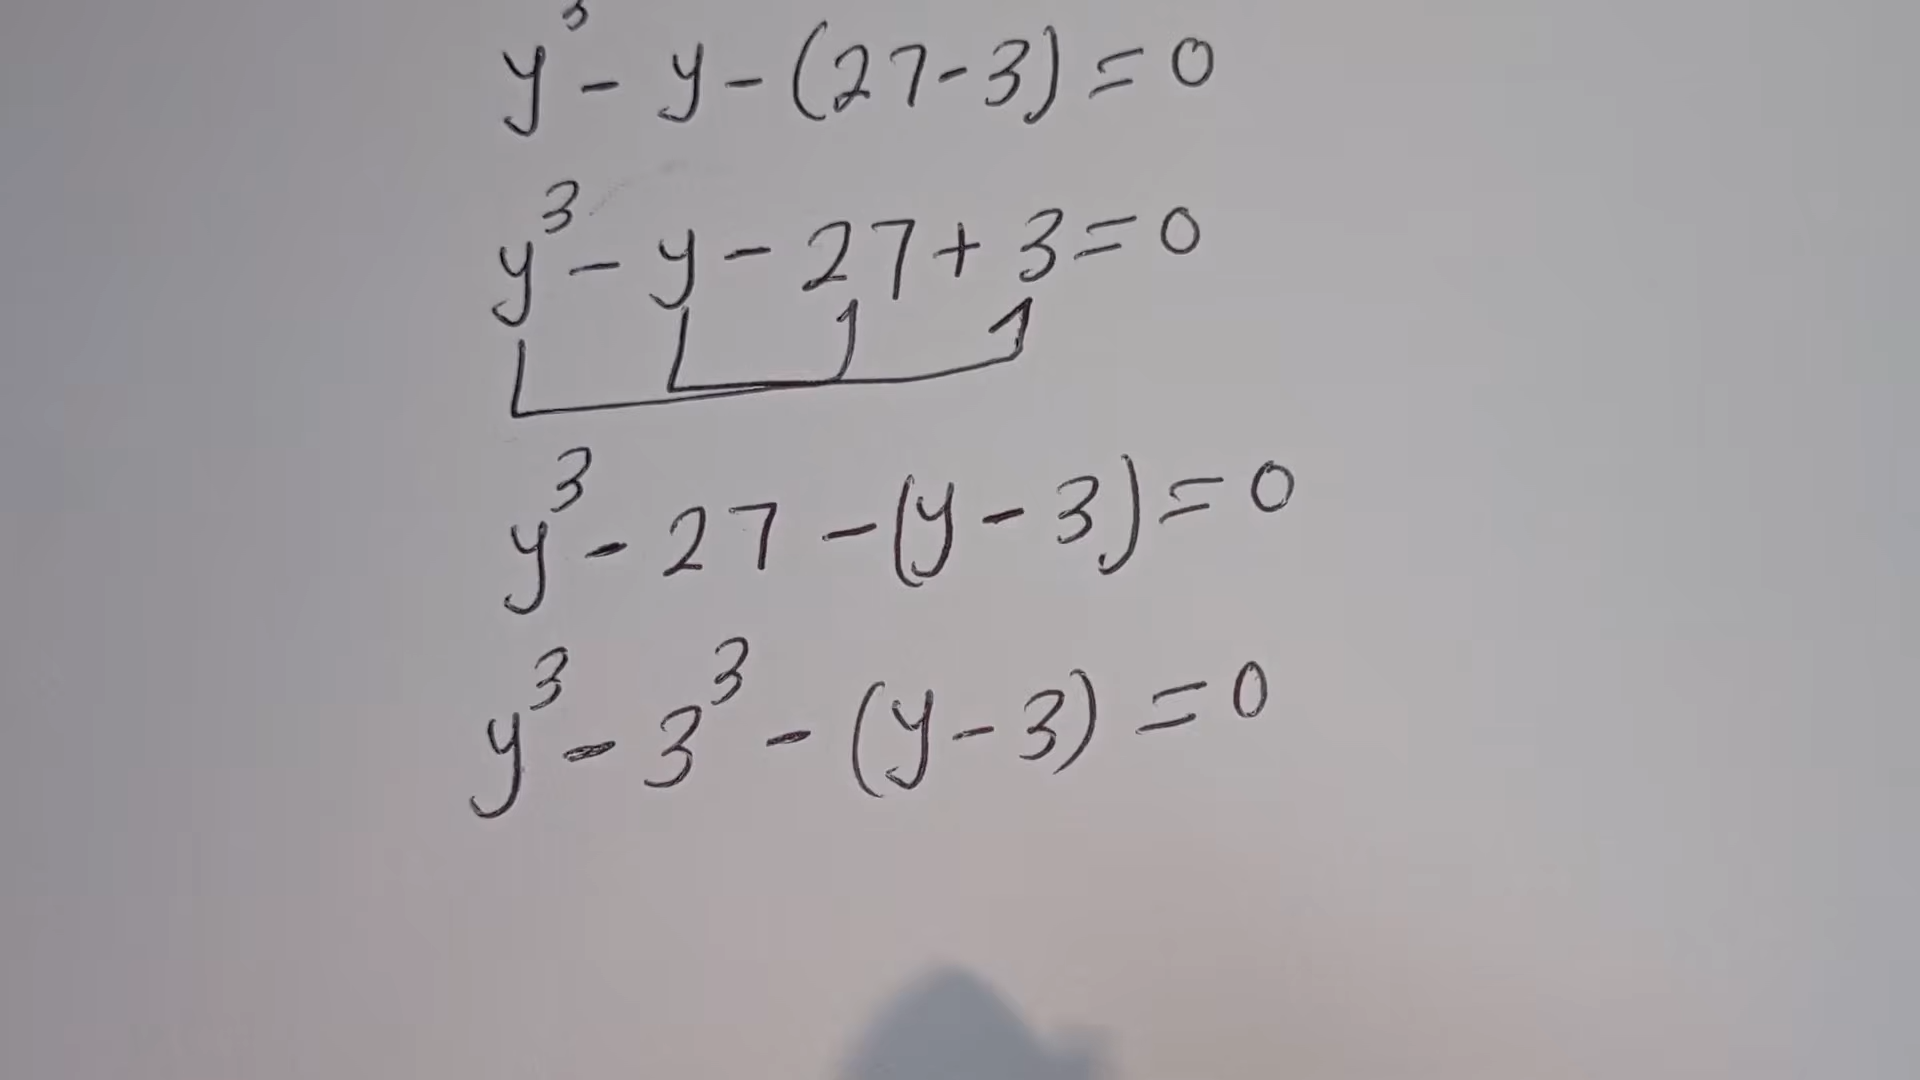 y³ - y - (27 - 3) = 0
y³ - y - 27 + 3 = 0
y³ - 27 - (y - 3) = 0
y³ - 3³ - (y - 3) = 0